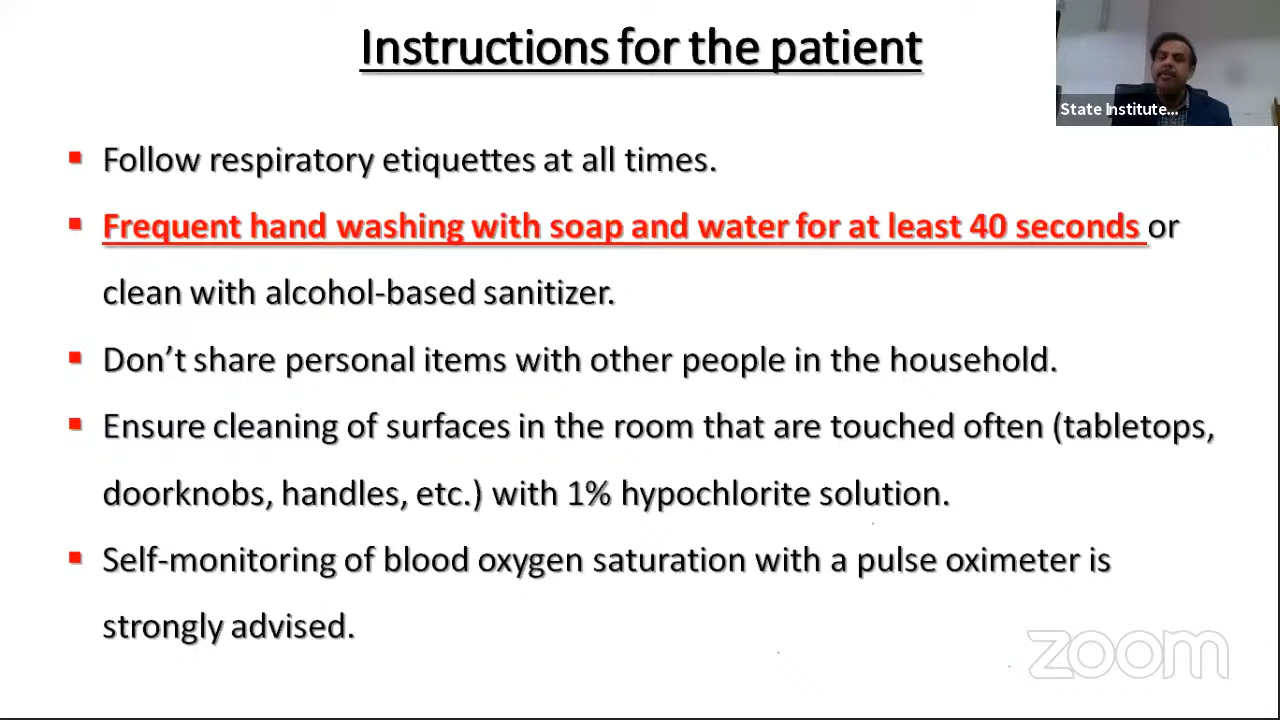 Instructions for the patient
State Institute...
▪ Follow respiratory etiquettes at all times.
▪ Frequent hand washing with soap and water for at least 40 seconds or
clean with alcohol-based sanitizer.
▪ Don’t share personal items with other people in the household.
▪ Ensure cleaning of surfaces in the room that are touched often (tabletops,
doorknobs, handles, etc.) with 1% hypochlorite solution.
▪ Self-monitoring of blood oxygen saturation with a pulse oximeter is
strongly advised.
zoom